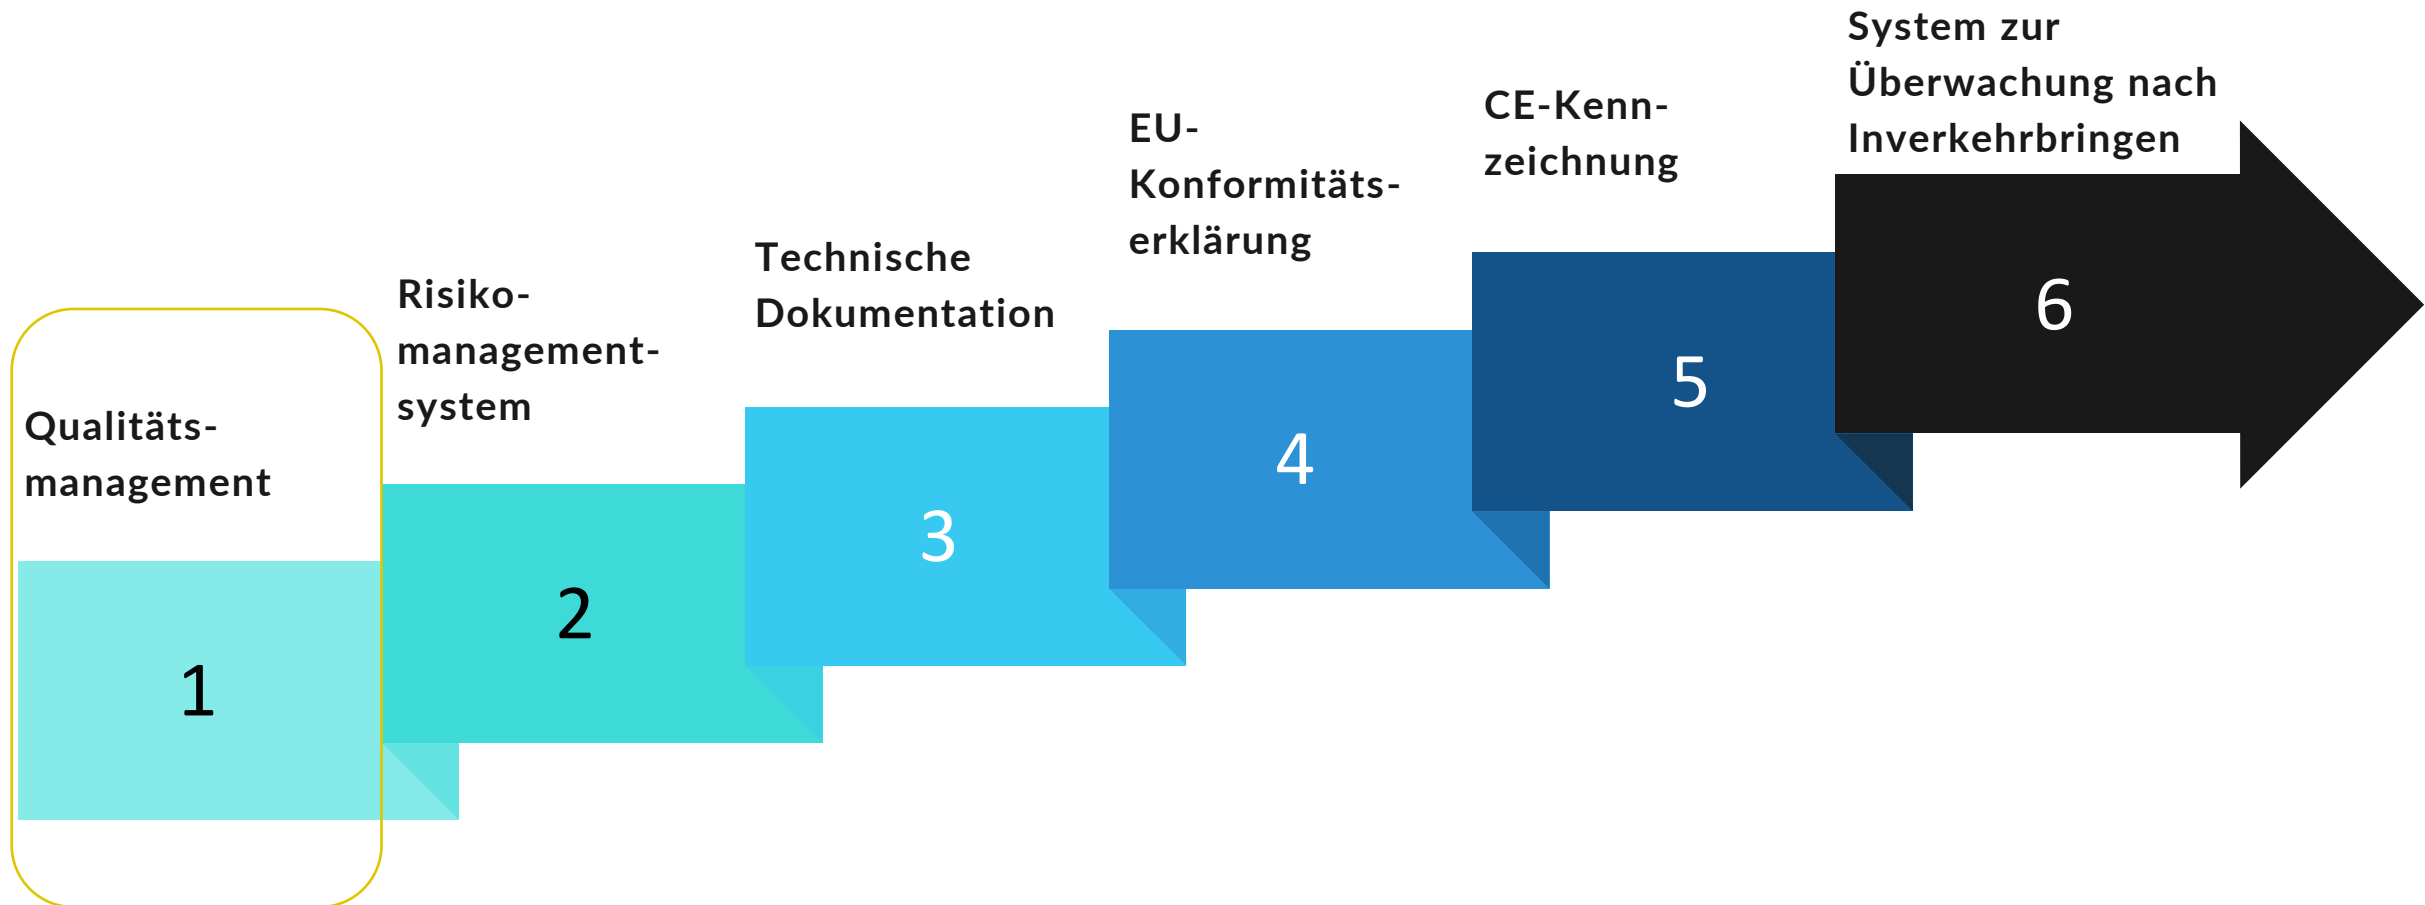 Qualitäts-
management
1
Risiko-
management-
system
2
Technische
Dokumentation
3
EU-
Konformitäts-
erklärung
4
CE-Kenn-
zeichnung
5
System zur
Überwachung nach
Inverkehrbringen
6